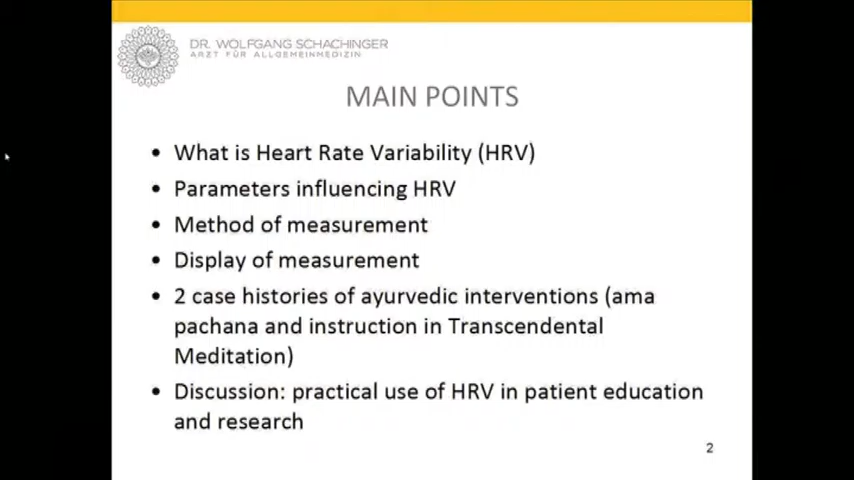 DR. WOLFGANG SCHACHINGER
ARZT FÜR ALLGEMEINMEDIZIN
MAIN POINTS
• What is Heart Rate Variability (HRV)
• Parameters influencing HRV
• Method of measurement
• Display of measurement
• 2 case histories of ayurvedic interventions (ama
pachana and instruction in Transcendental
Meditation)
• Discussion: practical use of HRV in patient education
and research
2